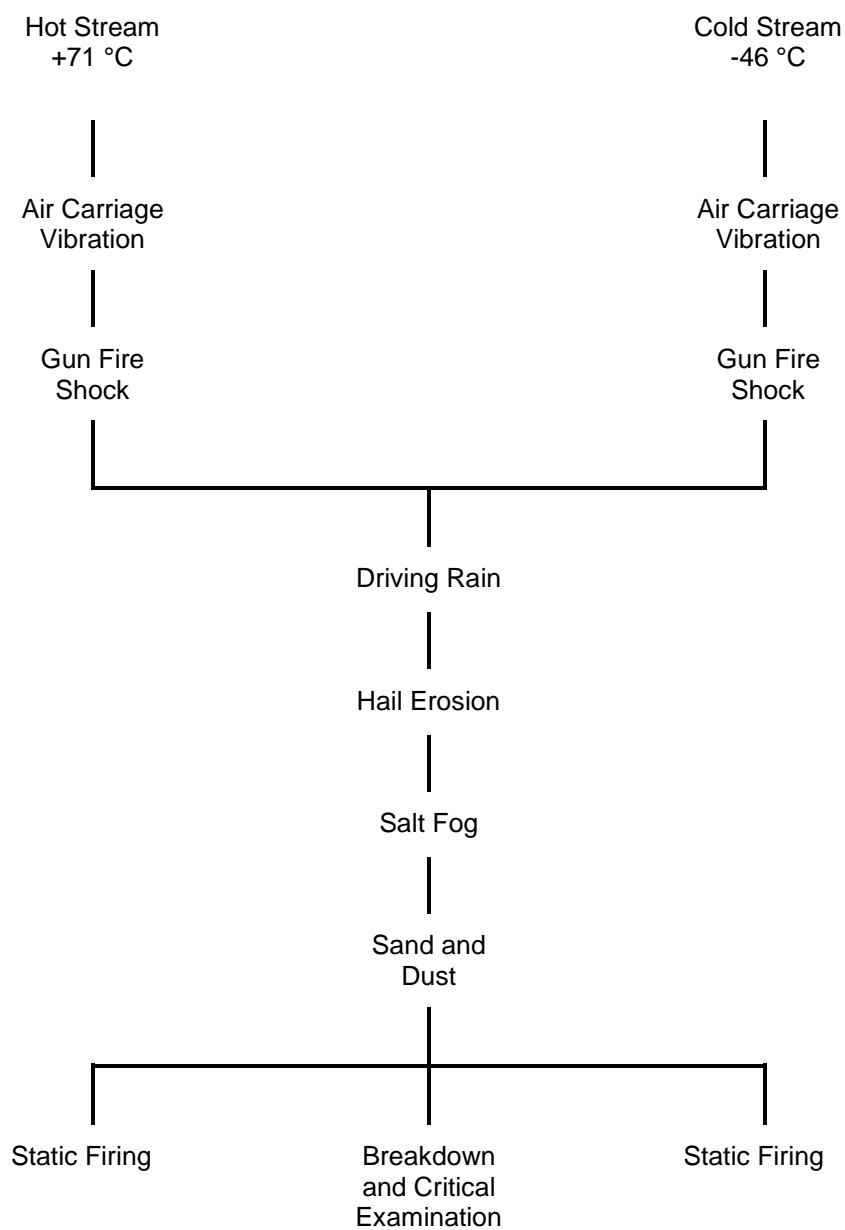 Hot Stream
+71 °C
Cold Stream
-46 °C
Air Carriage
Vibration
Air Carriage
Vibration
Gun Fire
Shock
Gun Fire
Shock
Driving Rain
Hail Erosion
Salt Fog
Sand and
Dust
Static Firing
Breakdown
and Critical
Examination
Static Firing